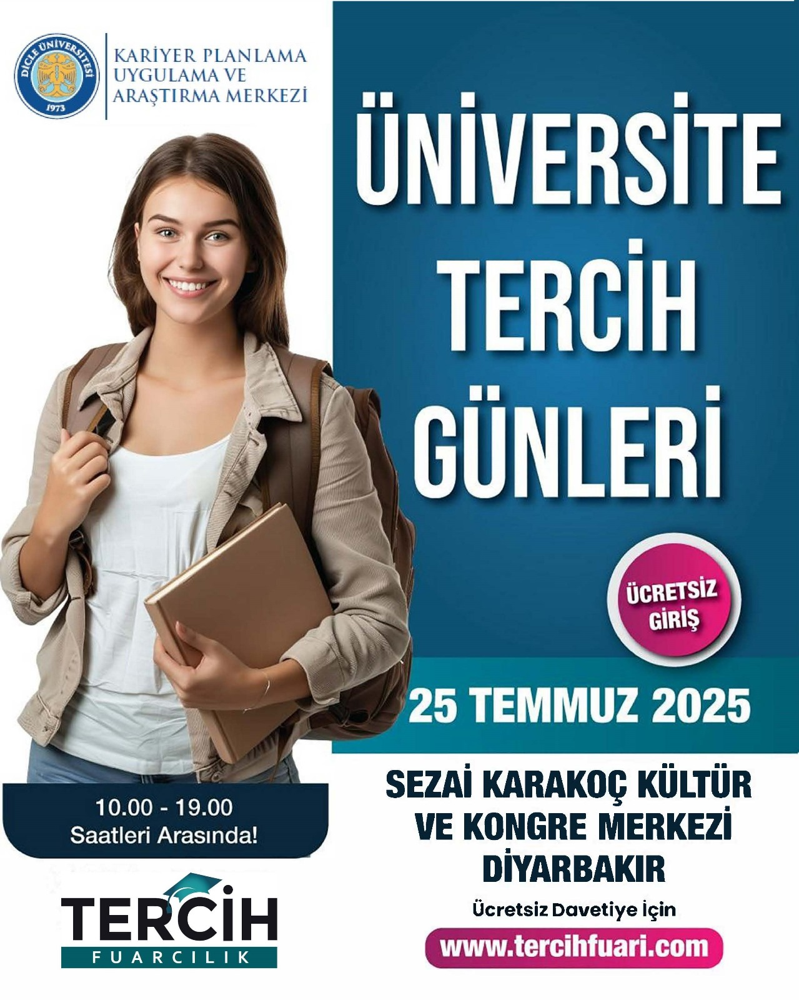 DİCLE ÜNİVERSİTESİ
1973
KARİYER PLANLAMA
UYGULAMA VE
ARAŞTIRMA MERKEZİ
ÜNİVERSİTE
TERCİH
GÜNLERİ
ÜCRETSİZ
GİRİŞ
25 TEMMUZ 2025
SEZAİ KARAKOÇ KÜLTÜR
VE KONGRE MERKEZİ
DİYARBAKIR
Ücretsiz Davetiye İçin
www.tercihfuari.com
10.00 - 19.00
Saatleri Arasında!
TERCİH
FUARCILIK